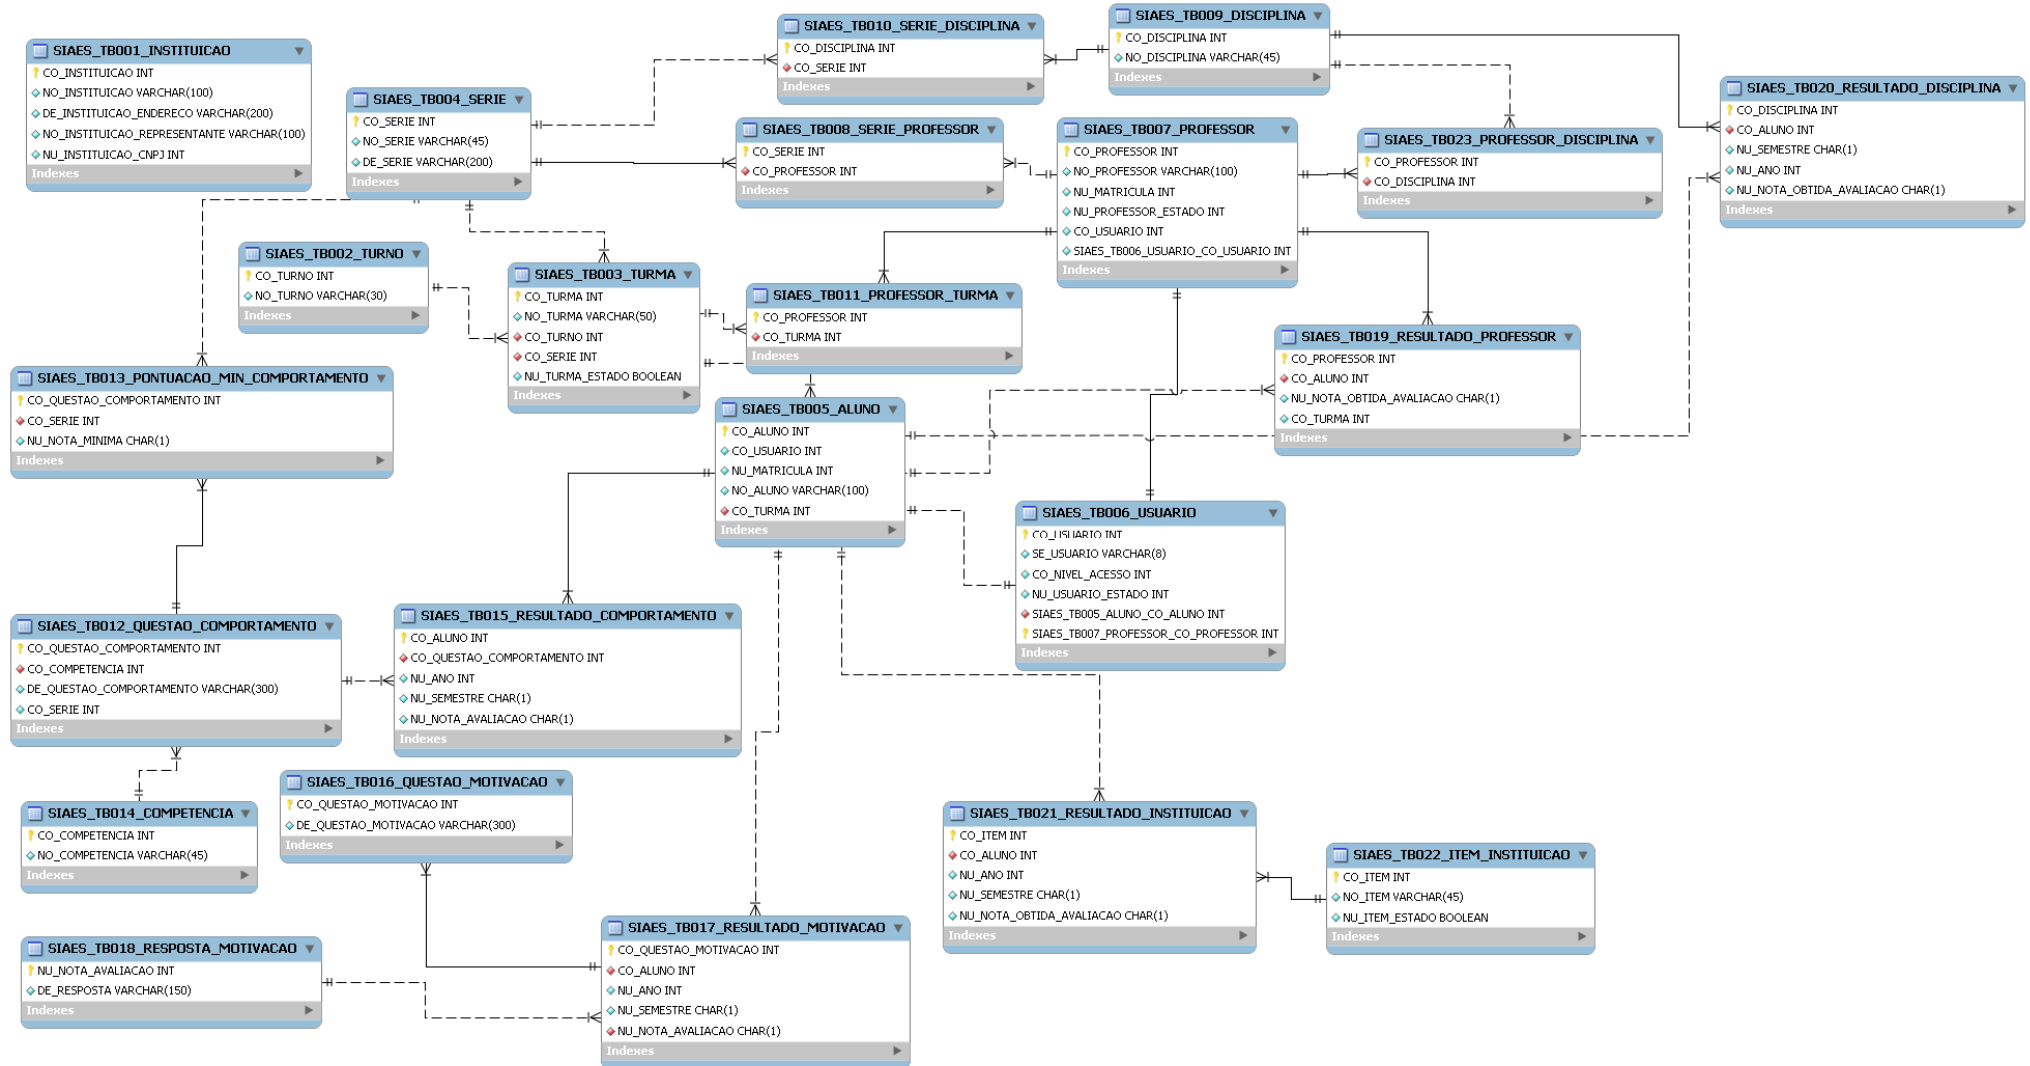 SIAES_TB001_INSTITUICAO
CO_INSTITUICAO INT
NO_INSTITUICAO VARCHAR(100)
DE_INSTITUICAO_ENDERECO VARCHAR(200)
NO_INSTITUICAO_REPRESENTANTE VARCHAR(100)
NU_INSTITUICAO_CNPJ INT
Indexes
SIAES_TB004_SERIE
CO_SERIE INT
NO_SERIE VARCHAR(45)
DE_SERIE VARCHAR(200)
Indexes
SIAES_TB010_SERIE_DISCIPLINA
CO_DISCIPLINA INT
CO_SERIE INT
Indexes
SIAES_TB009_DISCIPLINA
CO_DISCIPLINA INT
NO_DISCIPLINA VARCHAR(45)
Indexes
SIAES_TB020_RESULTADO_DISCIPLINA
CO_DISCIPLINA INT
CO_ALUNO INT
NU_SEMESTRE CHAR(1)
NU_ANO INT
NU_NOTA_OBTIDA_AVALIACAO CHAR(1)
Indexes
SIAES_TB008_SERIE_PROFESSOR
CO_SERIE INT
CO_PROFESSOR INT
Indexes
SIAES_TB007_PROFESSOR
CO_PROFESSOR INT
NO_PROFESSOR VARCHAR(100)
NU_MATRICULA INT
NU_PROFESSOR_ESTADO INT
CO_USUARIO INT
SIAES_TB006_USUARIO_CO_USUARIO INT
Indexes
SIAES_TB023_PROFESSOR_DISCIPLINA
CO_PROFESSOR INT
CO_DISCIPLINA INT
Indexes
SIAES_TB002_TURNO
CO_TURNO INT
NO_TURNO VARCHAR(30)
Indexes
SIAES_TB003_TURMA
CO_TURMA INT
NO_TURMA VARCHAR(50)
CO_TURNO INT
CO_SERIE INT
NU_TURMA_ESTADO BOOLEAN
Indexes
SIAES_TB011_PROFESSOR_TURMA
CO_PROFESSOR INT
CO_TURMA INT
Indexes
SIAES_TB019_RESULTADO_PROFESSOR
CO_PROFESSOR INT
CO_ALUNO INT
NU_NOTA_OBTIDA_AVALIACAO CHAR(1)
CO_TURMA INT
Indexes
SIAES_TB013_PONTUACAO_MIN_COMPORTAMENTO
CO_QUESTAO_COMPORTAMENTO INT
CO_SERIE INT
NU_NOTA_MINIMA CHAR(1)
Indexes
SIAES_TB005_ALUNO
CO_ALUNO INT
CO_USUARIO INT
NU_MATRICULA INT
NO_ALUNO VARCHAR(100)
CO_TURMA INT
Indexes
SIAES_TB006_USUARIO
CO_USUARIO INT
SE_USUARIO VARCHAR(8)
CO_NIVEL_ACESSO INT
NU_USUARIO_ESTADO INT
SIAES_TB005_ALUNO_CO_ALUNO INT
SIAES_TB007_PROFESSOR_CO_PROFESSOR INT
Indexes
SIAES_TB012_QUESTAO_COMPORTAMENTO
CO_QUESTAO_COMPORTAMENTO INT
CO_COMPETENCIA INT
DE_QUESTAO_COMPORTAMENTO VARCHAR(300)
CO_SERIE INT
Indexes
SIAES_TB015_RESULTADO_COMPORTAMENTO
CO_ALUNO INT
CO_QUESTAO_COMPORTAMENTO INT
NU_ANO INT
NU_SEMESTRE CHAR(1)
NU_NOTA_AVALIACAO CHAR(1)
Indexes
SIAES_TB014_COMPETENCIA
CO_COMPETENCIA INT
NO_COMPETENCIA VARCHAR(45)
Indexes
SIAES_TB016_QUESTAO_MOTIVACAO
CO_QUESTAO_MOTIVACAO INT
DE_QUESTAO_MOTIVACAO VARCHAR(300)
Indexes
SIAES_TB021_RESULTADO_INSTITUICAO
CO_ITEM INT
CO_ALUNO INT
NU_ANO INT
NU_SEMESTRE CHAR(1)
NU_NOTA_OBTIDA_AVALIACAO CHAR(1)
Indexes
SIAES_TB022_ITEM_INSTITUICAO
CO_ITEM INT
NO_ITEM VARCHAR(45)
NU_ITEM_ESTADO BOOLEAN
Indexes
SIAES_TB018_RESPOSTA_MOTIVACAO
NU_NOTA_AVALIACAO INT
DE_RESPOSTA VARCHAR(150)
Indexes
SIAES_TB017_RESULTADO_MOTIVACAO
CO_QUESTAO_MOTIVACAO INT
CO_ALUNO INT
NU_ANO INT
NU_SEMESTRE CHAR(1)
NU_NOTA_AVALIACAO CHAR(1)
Indexes